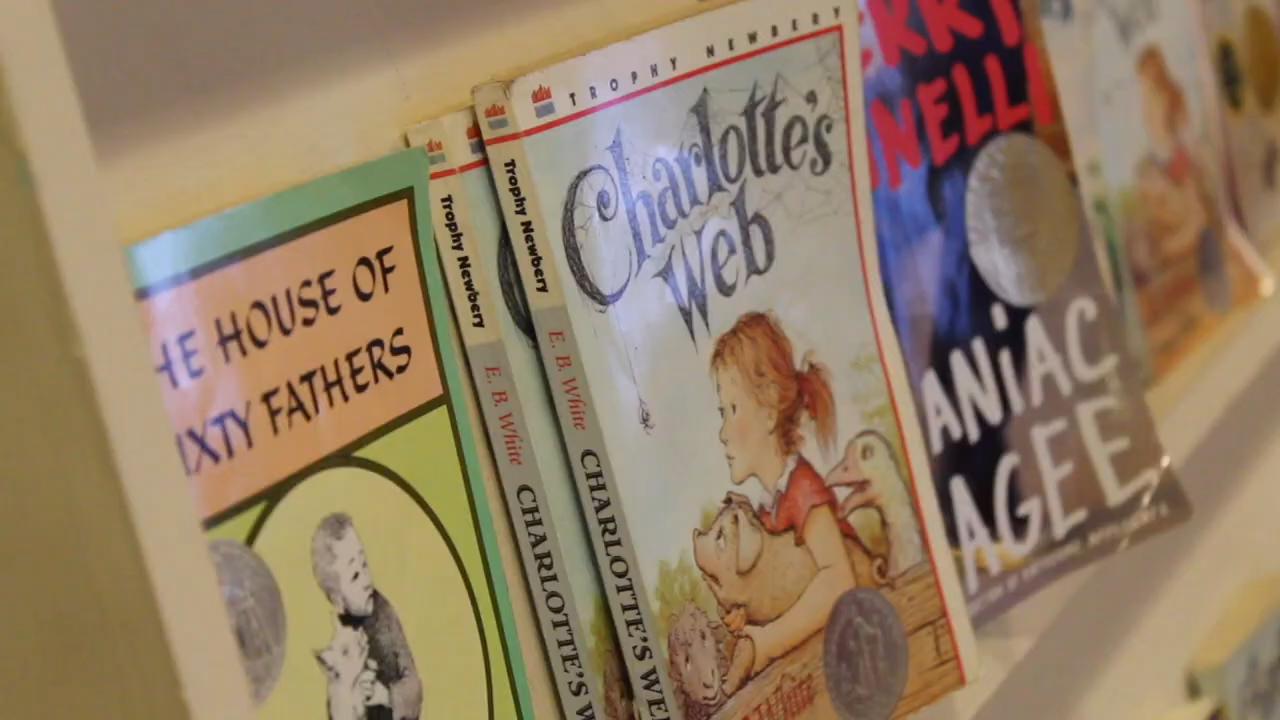 HE HOUSE OF
IXTY FATHERS
Trophy Newbery
E. B. White
CHARLOTTE'S W
Trophy Newbery
E. B. White
CHARLOTTE'S WE
TROPHY NEWBERY
Charlotte's
Web
ERRY
NELLI
ANIAC
AGEE